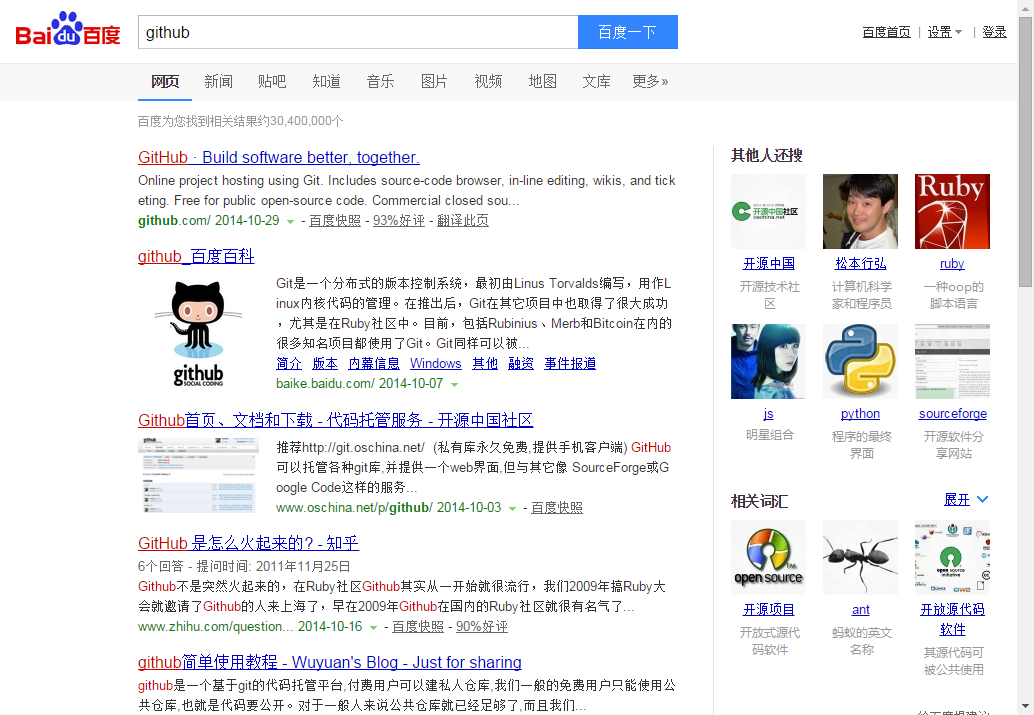 Bai du 百度
github
百度一下
百度首页 | 设置 | 登录
网页 新闻 贴吧 知道 音乐 图片 视频 地图 文库 更多»
百度为您找到相关结果约30,400,000个
GitHub · Build software better, together.
Online project hosting using Git. Includes source-code browser, in-line editing, wikis, and tick
eting. Free for public open-source code. Commercial closed sou...
github.com/ 2014-10-29 - 百度快照 - 93%好评 - 翻译此页
github_百度百科
github
SOCIAL CODING
Git是一个分布式的版本控制系统，最初由Linus Torvalds编写，用作L
inux内核代码的管理。在推出后，Git在其它项目中也取得了很大成功
，尤其是在Ruby社区中。目前，包括Rubinius、Merb和Bitcoin在内的
很多知名项目都使用了Git。Git同样可以被...
简介 版本 内幕信息 Windows 其他 融资 事件报道
baike.baidu.com/ 2014-10-07
Github首页、文档和下载 - 代码托管服务 - 开源中国社区
推荐http://git.oschina.net/ (私有库永久免费,提供手机客户端) GitHub
可以托管各种git库,并提供一个web界面,但与其它像 SourceForge或G
oogle Code这样的服务...
www.oschina.net/p/github/ 2014-10-03 - 百度快照
GitHub 是怎么火起来的? - 知乎
6个回答 - 提问时间: 2011年11月25日
Github不是突然火起来的，在Ruby社区Github其实从一开始就很流行，我们2009年搞Ruby大
会就邀请了Github的人来上海了，早在2009年Github在国内的Ruby社区就很有名气了...
www.zhihu.com/question... 2014-10-16 - 百度快照 - 90%好评
github简单使用教程 - Wuyuan's Blog - Just for sharing
github是一个基于git的代码托管平台,付费用户可以建私人仓库,我们一般的免费用户只能使用公
共仓库,也就是代码要公开。对于一般人来说公共仓库就已经足够了,而且我们...
其他人还搜
开源中国社区
oschina.net
Ruby
开源中国 松本行弘 ruby
开源技术社
区
计算机科学
家和程序员
一种oop的
脚本语言
js python sourceforge
明星组合
程序的最终
界面
开源软件分
享网站
相关词汇 展开
open source
open source
initiative
开源项目 ant 开放源代码
软件
开放式源代
码软件
蚂蚁的英文
名称
其源代码可
被公共使用